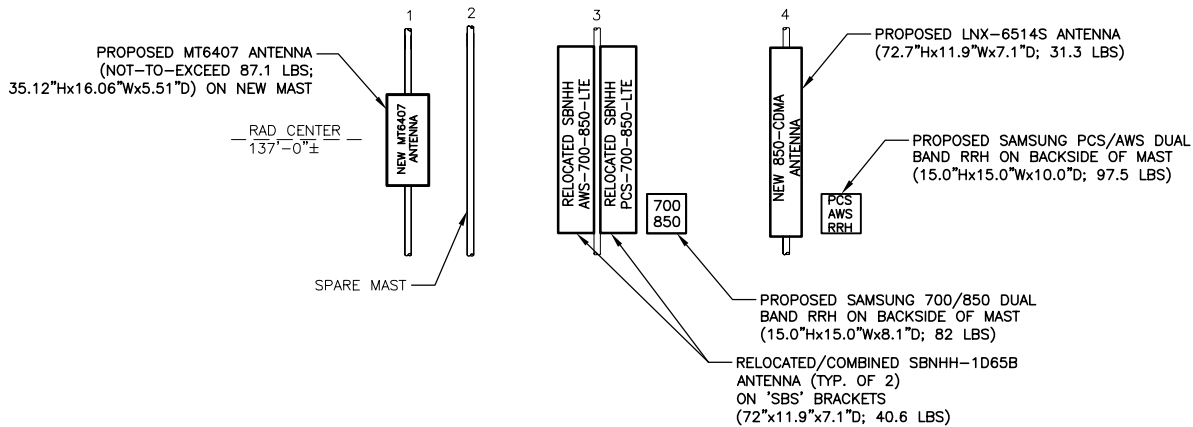 1
2
3
4
PROPOSED MT6407 ANTENNA
(NOT-TO-EXCEED 87.1 LBS;
35.12"Hx16.06"Wx5.51"D) ON NEW MAST
RAD CENTER
137'-0"±
NEW MT6407
ANTENNA
SPARE MAST
RELOCATED SBNHH
AWS-700-850-LTE
RELOCATED SBNHH
PCS-700-850-LTE
700
850
NEW 850-CDMA
ANTENNA
PCS
AWS
RRH
PROPOSED LNX-6514S ANTENNA
(72.7"Hx11.9"Wx7.1"D; 31.3 LBS)
PROPOSED SAMSUNG PCS/AWS DUAL
BAND RRH ON BACKSIDE OF MAST
(15.0"Hx15.0"Wx10.0"D; 97.5 LBS)
PROPOSED SAMSUNG 700/850 DUAL
BAND RRH ON BACKSIDE OF MAST
(15.0"Hx15.0"Wx8.1"D; 82 LBS)
RELOCATED/COMBINED SBNHH-1D65B
ANTENNA (TYP. OF 2)
ON 'SBS' BRACKETS
(72"x11.9"x7.1"D; 40.6 LBS)